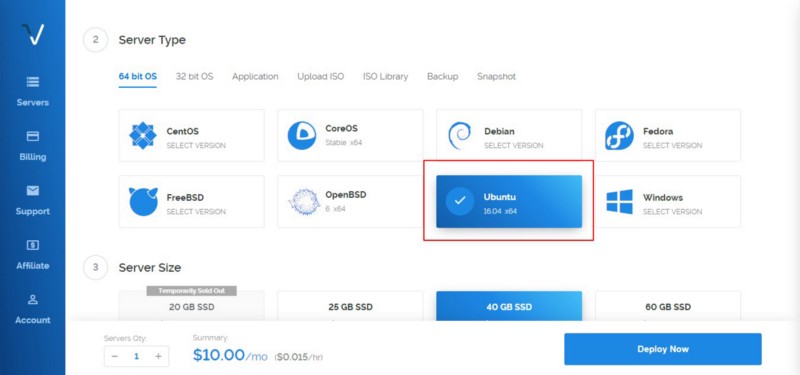 2 Server Type
64 bit OS 32 bit OS Application Upload ISO ISO Library Backup Snapshot
Servers
Billing
Support
Affiliate
Account
CentOS
SELECT VERSION
CoreOS
Stable x64
Debian
SELECT VERSION
Fedora
SELECT VERSION
FreeBSD
SELECT VERSION
OpenBSD
6 x64
Ubuntu
16.04 x64
Windows
SELECT VERSION
3 Server Size
Temporarily Sold Out
20 GB SSD
25 GB SSD
40 GB SSD
60 GB SSD
Servers Qty:
− 1 +
Summary:
$10.00/mo ($0.015/hr)
Deploy Now